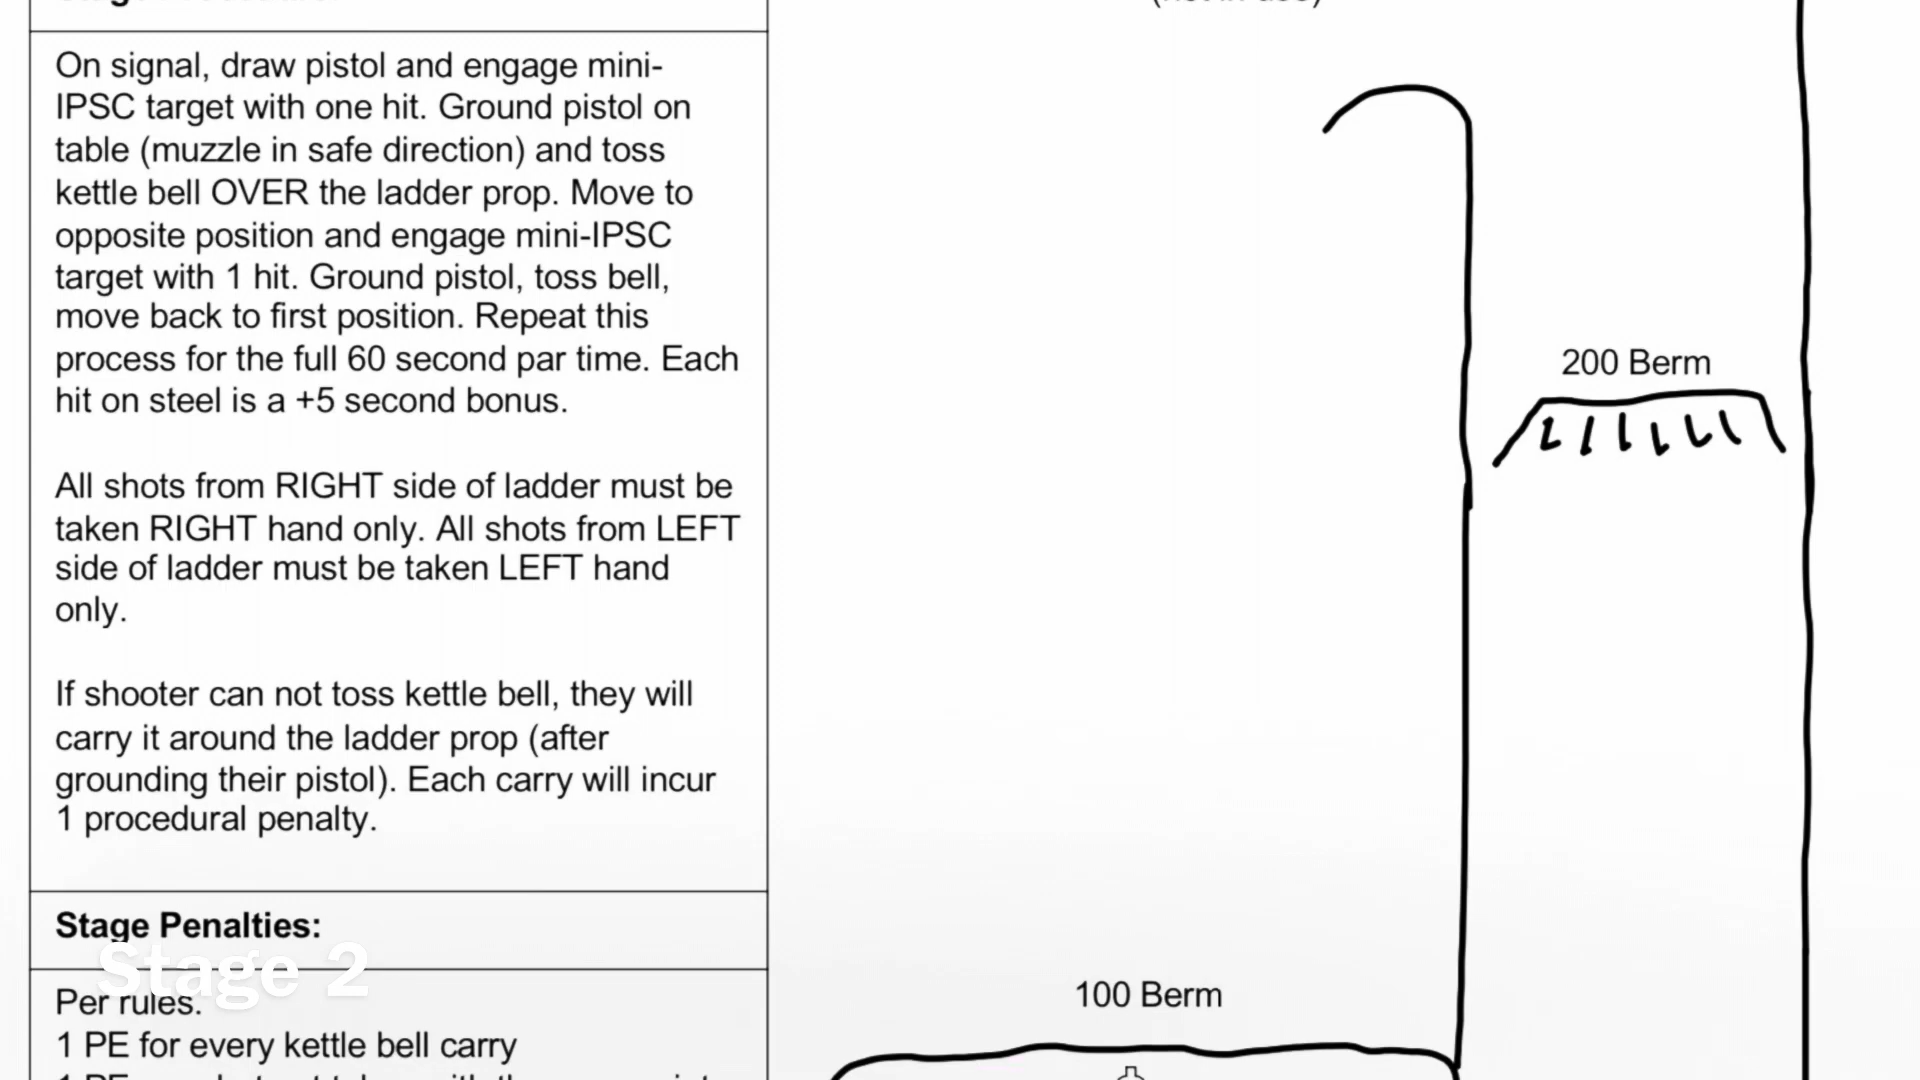 (not in use)
On signal, draw pistol and engage mini-
IPSC target with one hit. Ground pistol on
table (muzzle in safe direction) and toss
kettle bell OVER the ladder prop. Move to
opposite position and engage mini-IPSC
target with 1 hit. Ground pistol, toss bell,
move back to first position. Repeat this
process for the full 60 second par time. Each
hit on steel is a +5 second bonus.
All shots from RIGHT side of ladder must be
taken RIGHT hand only. All shots from LEFT
side of ladder must be taken LEFT hand
only.
If shooter can not toss kettle bell, they will
carry it around the ladder prop (after
grounding their pistol). Each carry will incur
1 procedural penalty.
Stage Penalties:
Stage 2
Per rules.
1 PE for every kettle bell carry
200 Berm
100 Berm